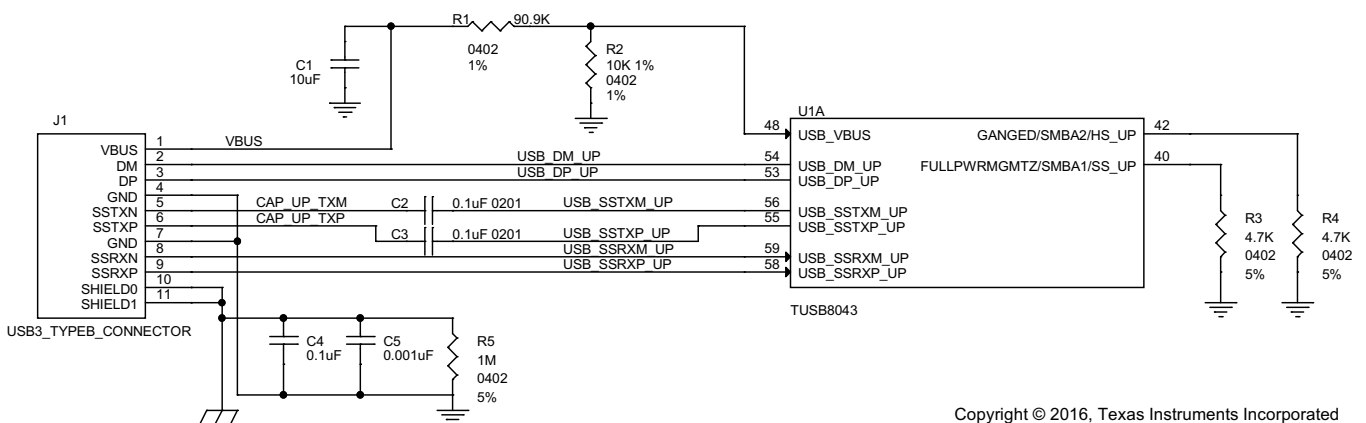 R1 90.9K
0402
1%
C1
10uF
R2
10K 1%
0402
1%
J1
USB3_TYPEB_CONNECTOR
VBUS 1 VBUS
DM 2 USB_DM_UP
DP 3 USB_DP_UP
GND 4
SSTXN 5 CAP_UP_TXM C2 0.1uF 0201 USB_SSTXM_UP
SSTXP 6 CAP_UP_TXP C3 0.1uF 0201 USB_SSTXP_UP
GND 7
SSRXN 8 USB_SSRXM_UP
SSRXP 9 USB_SSRXP_UP
SHIELD0 10
SHIELD1 11
U1A
48 USB_VBUS
54 USB_DM_UP
53 USB_DP_UP
56 USB_SSTXM_UP
55 USB_SSTXP_UP
59 USB_SSRXM_UP
58 USB_SSRXP_UP
GANGED/SMBA2/HS_UP 42
FULLPWRMGMTZ/SMBA1/SS_UP 40
TUSB8043
R3
4.7K
0402
5%
R4
4.7K
0402
5%
C4
0.1uF
C5
0.001uF
R5
1M
0402
5%
Copyright © 2016, Texas Instruments Incorporated